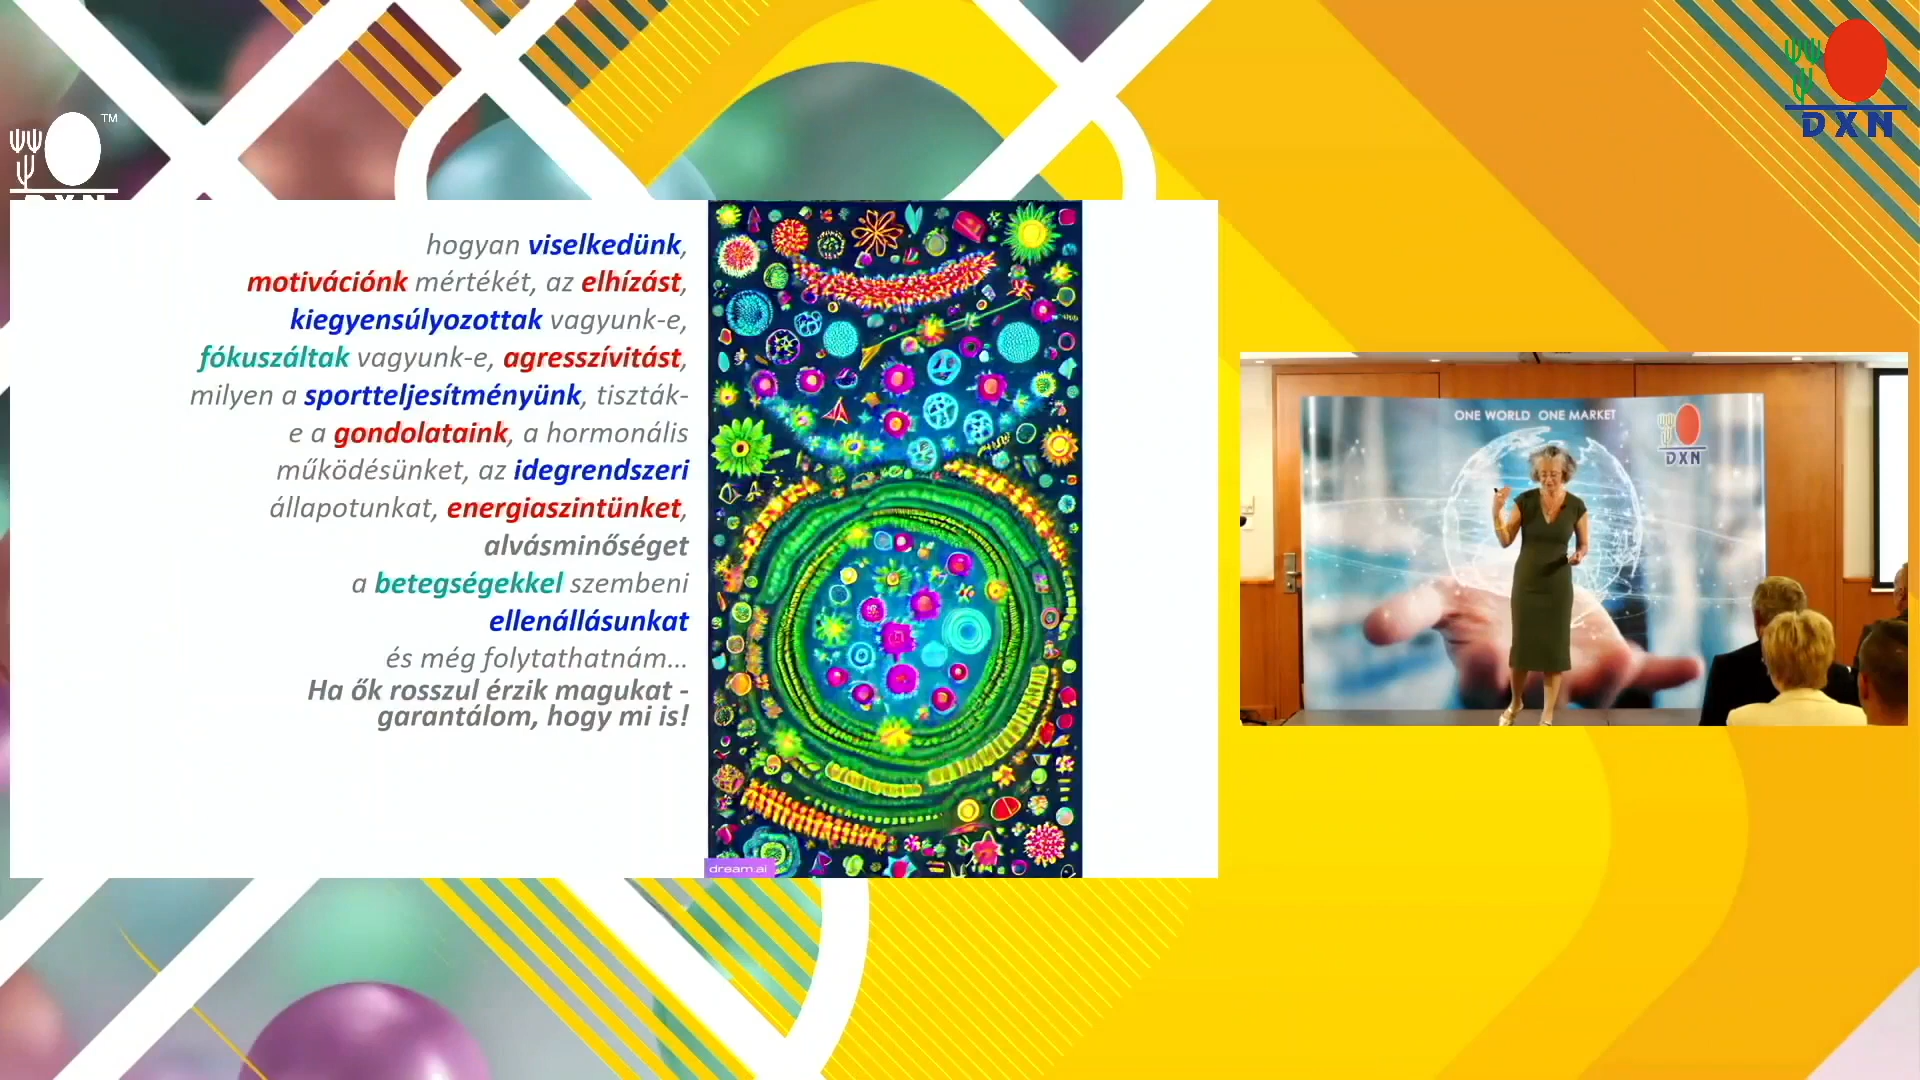 DXN
TM
hogyan viselkedünk,
motivációnk mértékét, az elhízást,
kiegyensúlyozottak vagyunk-e,
fókuszáltak vagyunk-e, agresszívitást,
milyen a sportteljesítményünk, tiszták-
e a gondolataink, a hormonális
működésünket, az idegrendszeri
állapotunkat, energiaszintünket,
alvásminőséget
a betegségekkel szembeni
ellenállásunkat
és még folytathatnám...
Ha ők rosszul érzik magukat -
garantálom, hogy mi is!
dream.ai
ONE WORLD ONE MARKET
DXN